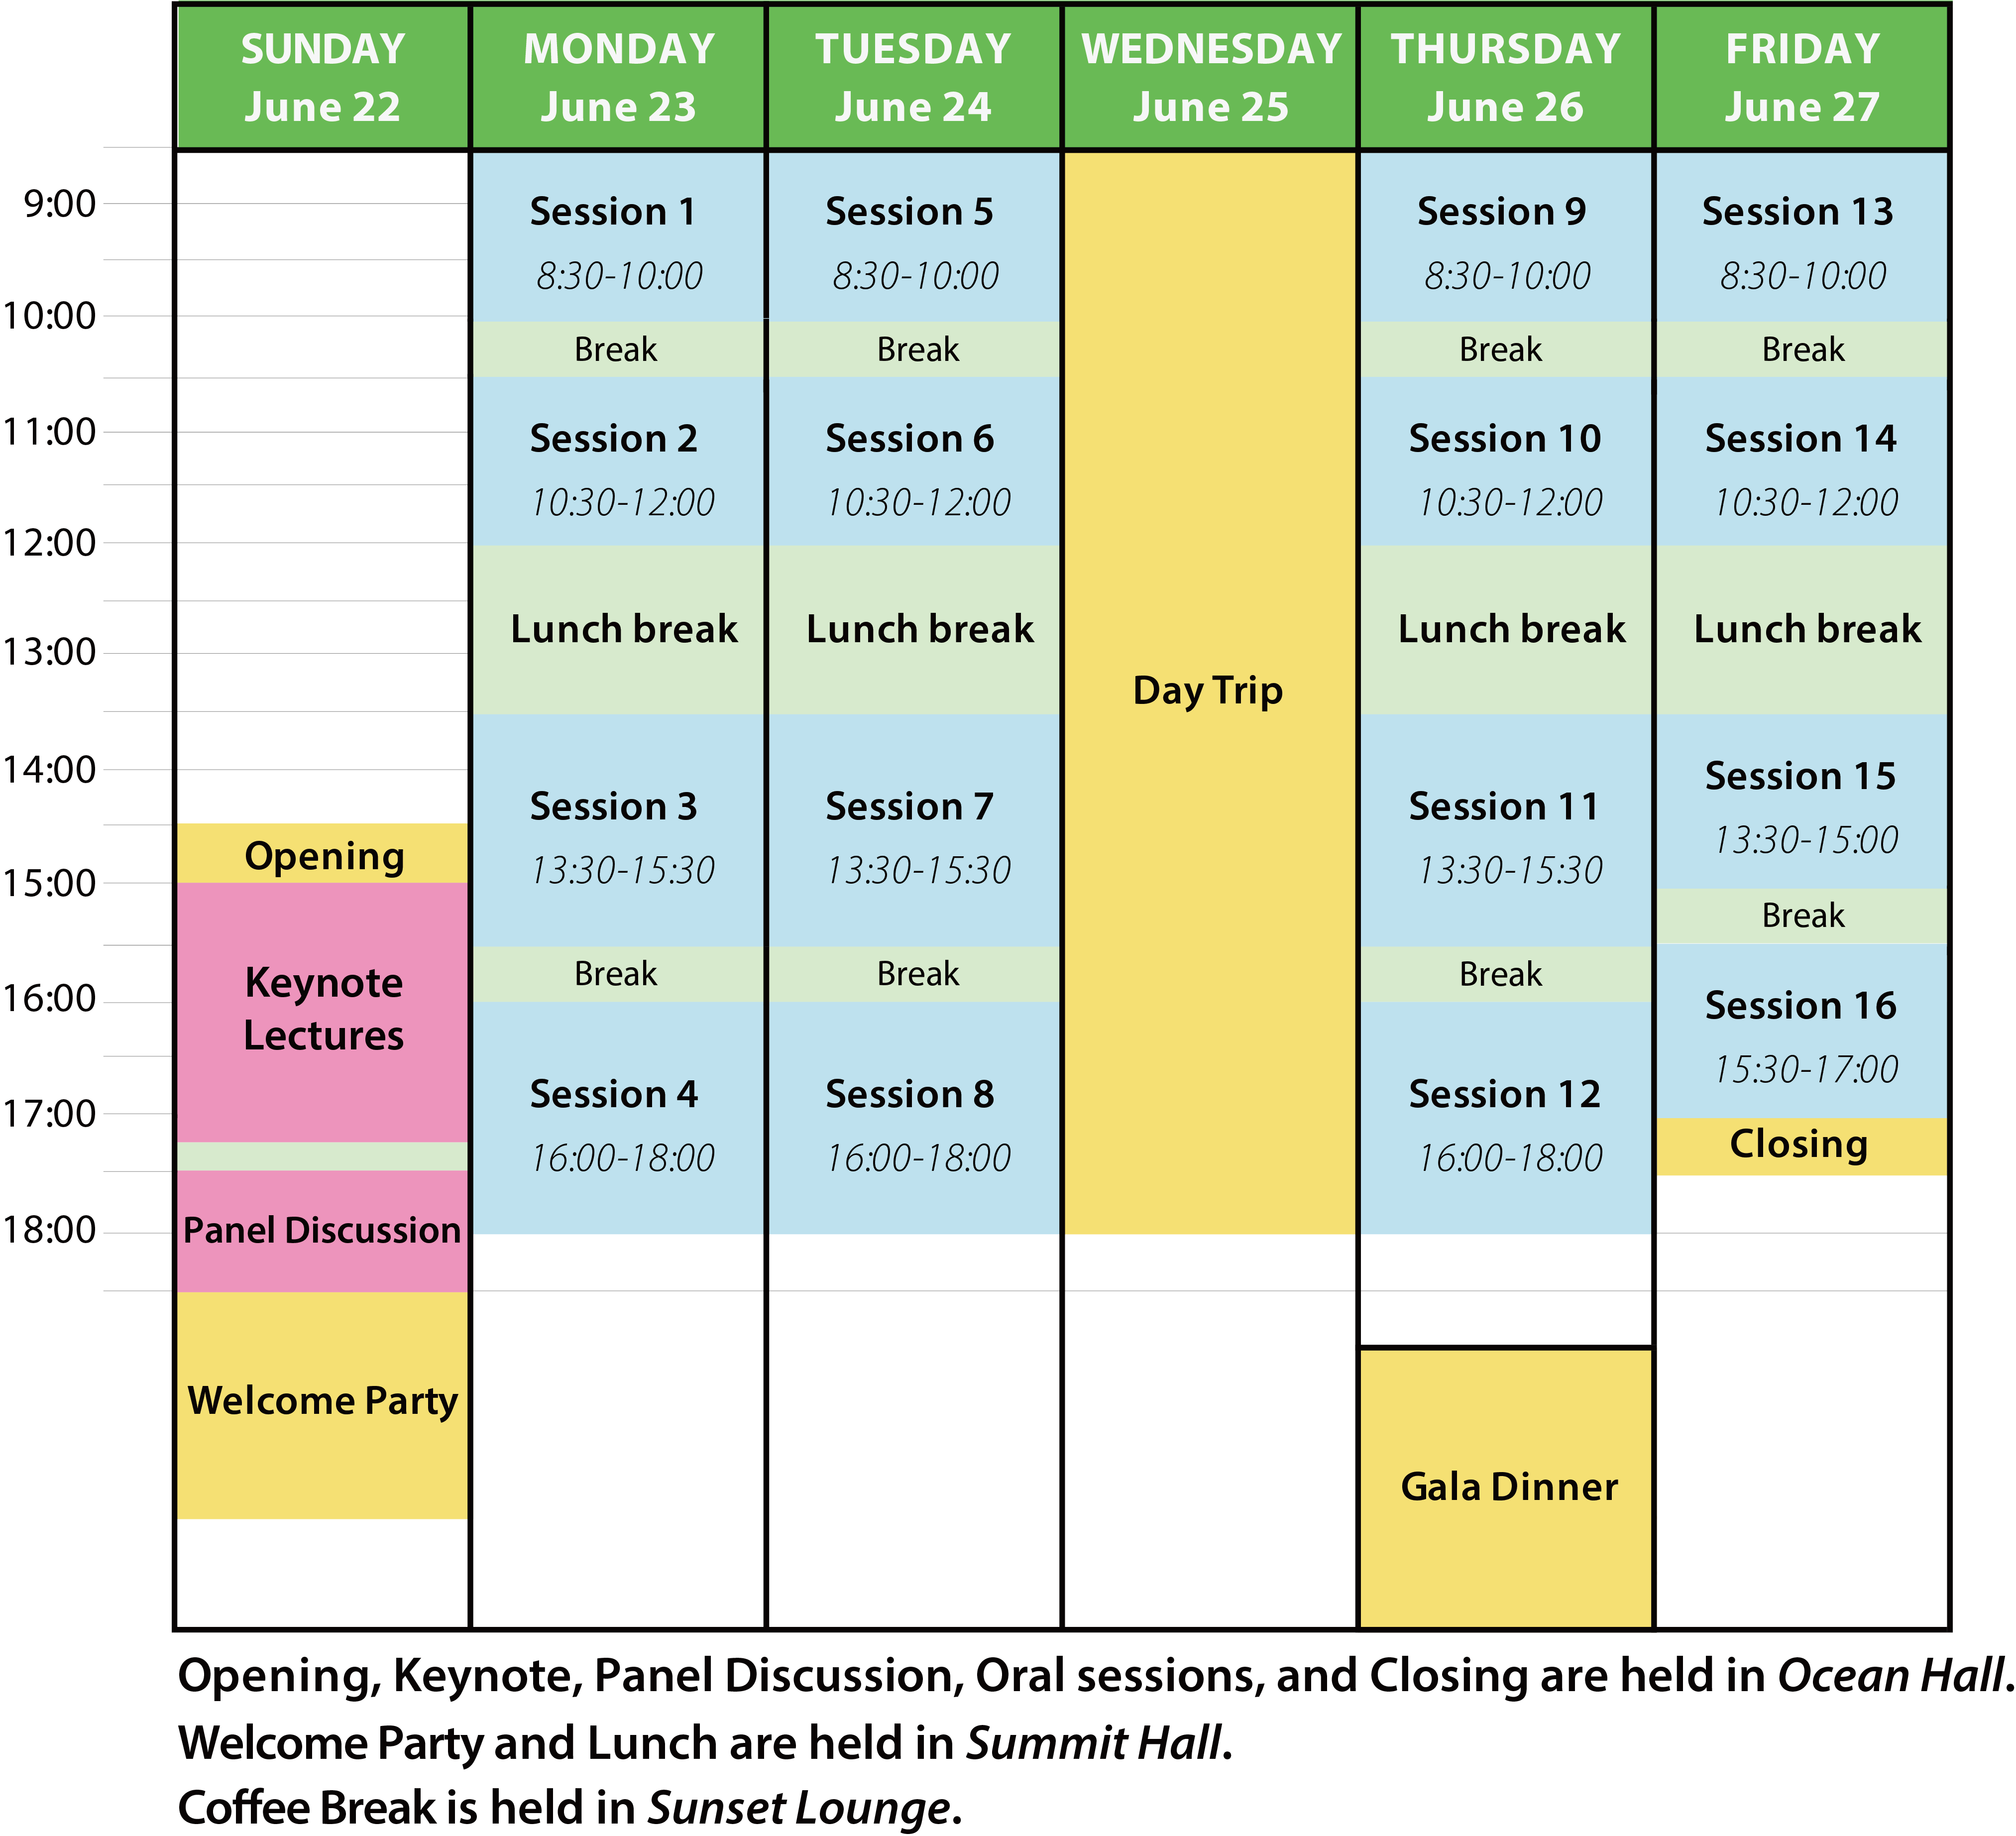 SUNDAY
June 22
MONDAY
June 23
TUESDAY
June 24
WEDNESDAY
June 25
THURSDAY
June 26
FRIDAY
June 27
9:00
10:00
11:00
12:00
13:00
14:00
15:00
16:00
17:00
18:00
Opening
Keynote
Lectures
Panel Discussion
Welcome Party
Session 1
8:30-10:00
Break
Session 2
10:30-12:00
Lunch break
Session 3
13:30-15:30
Break
Session 4
16:00-18:00
Session 5
8:30-10:00
Break
Session 6
10:30-12:00
Lunch break
Session 7
13:30-15:30
Break
Session 8
16:00-18:00
Day Trip
Session 9
8:30-10:00
Break
Session 10
10:30-12:00
Lunch break
Session 11
13:30-15:30
Break
Session 12
16:00-18:00
Gala Dinner
Session 13
8:30-10:00
Break
Session 14
10:30-12:00
Lunch break
Session 15
13:30-15:00
Break
Session 16
15:30-17:00
Closing
Opening, Keynote, Panel Discussion, Oral sessions, and Closing are held in Ocean Hall.
Welcome Party and Lunch are held in Summit Hall.
Coffee Break is held in Sunset Lounge.